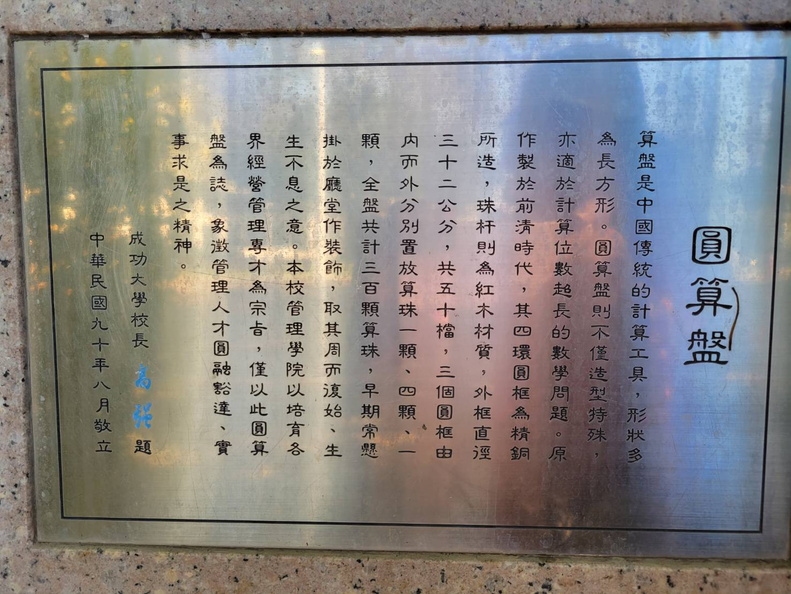 圓算盤
算盤是中國傳統的計算工具，形狀多
為長方形。圓算盤則不僅造型特殊，
亦適於計算位數超長的數學問題。原
作製於前清時代，其四環圓框為精銅
所造，珠杆則為紅木材質，外框直徑
三十二公分，共五十檔，三個圓框由
內而外分別置放算珠一顆、四顆、一
顆，全盤共計三百顆算珠，早期常懸
掛於廳堂作裝飾，取其周而復始、生
生不息之意。本校管理學院以培育各
界經營管理專才為宗旨，僅以此圓算
盤為誌，象徵管理人才圓融豁達、實
事求是之精神。
成功大學校長 高強 題
中華民國九十年八月敬立